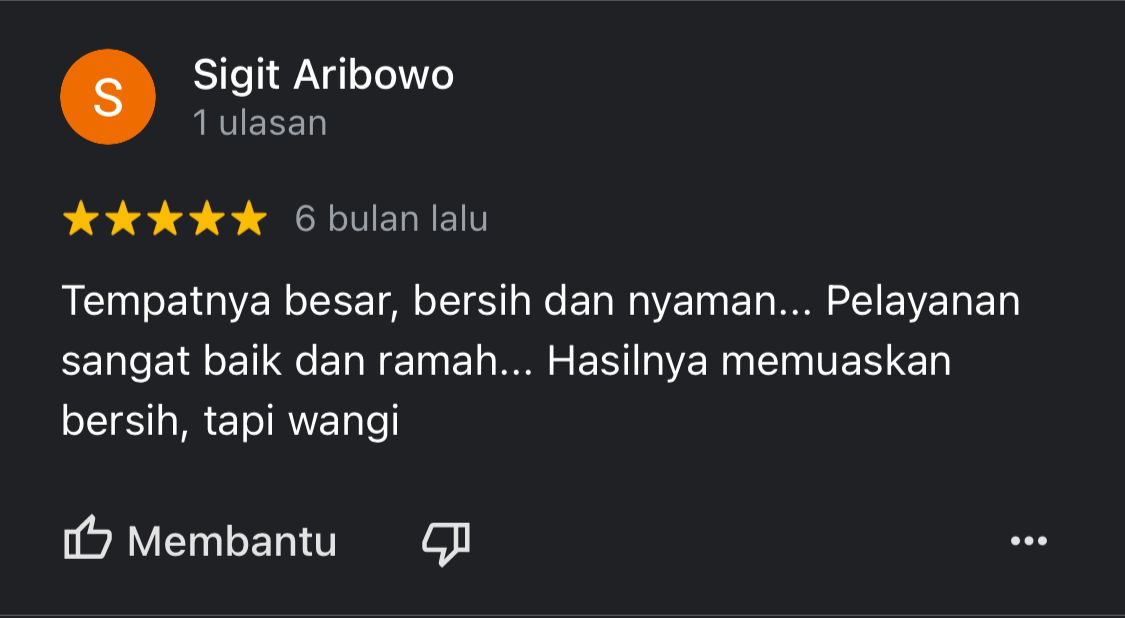 S
Sigit Aribowo
1 ulasan
6 bulan lalu
Tempatnya besar, bersih dan nyaman... Pelayanan
sangat baik dan ramah... Hasilnya memuaskan
bersih, tapi wangi
Membantu